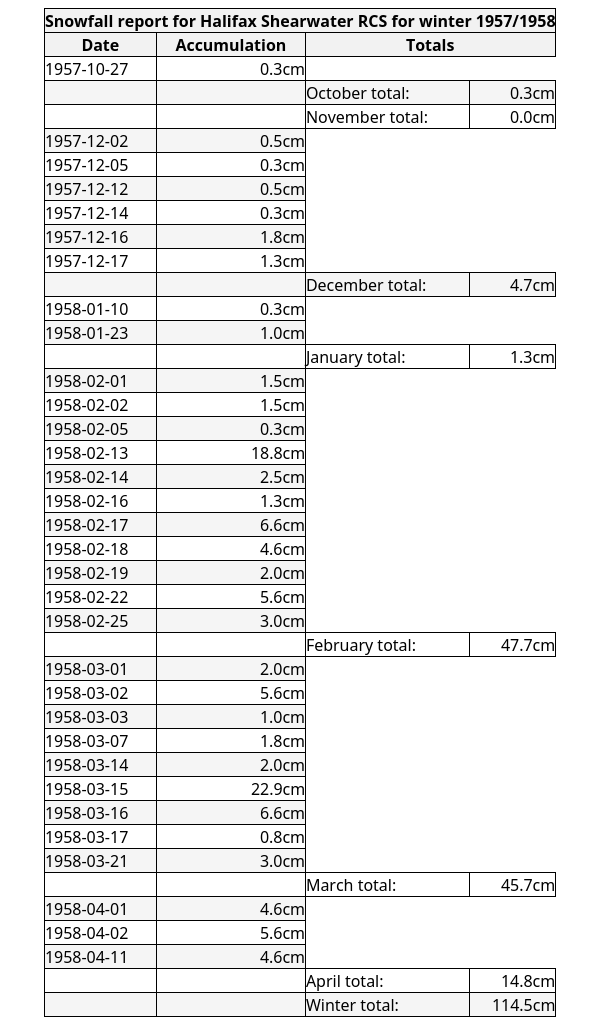 Snowfall report for Halifax Shearwater RCS for winter 1957/1958
Date Accumulation Totals
1957-10-27 0.3cm
October total: 0.3cm
November total: 0.0cm
1957-12-02 0.5cm
1957-12-05 0.3cm
1957-12-12 0.5cm
1957-12-14 0.3cm
1957-12-16 1.8cm
1957-12-17 1.3cm
December total: 4.7cm
1958-01-10 0.3cm
1958-01-23 1.0cm
January total: 1.3cm
1958-02-01 1.5cm
1958-02-02 1.5cm
1958-02-05 0.3cm
1958-02-13 18.8cm
1958-02-14 2.5cm
1958-02-16 1.3cm
1958-02-17 6.6cm
1958-02-18 4.6cm
1958-02-19 2.0cm
1958-02-22 5.6cm
1958-02-25 3.0cm
February total: 47.7cm
1958-03-01 2.0cm
1958-03-02 5.6cm
1958-03-03 1.0cm
1958-03-07 1.8cm
1958-03-14 2.0cm
1958-03-15 22.9cm
1958-03-16 6.6cm
1958-03-17 0.8cm
1958-03-21 3.0cm
March total: 45.7cm
1958-04-01 4.6cm
1958-04-02 5.6cm
1958-04-11 4.6cm
April total: 14.8cm
Winter total: 114.5cm